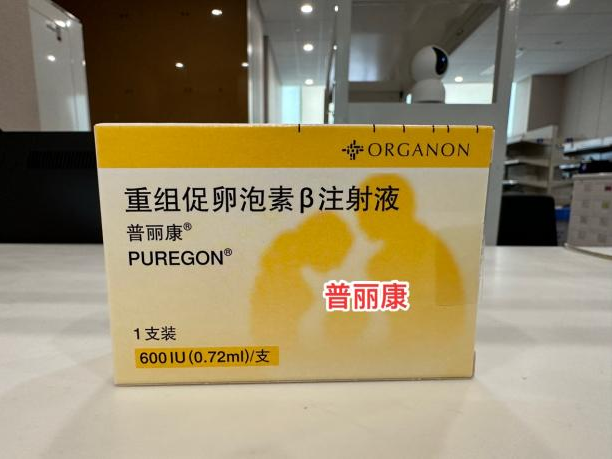 ORGANON
重组促卵泡素β注射液
普丽康®
PUREGON®
普丽康
1支装
600IU(0.72ml)/支